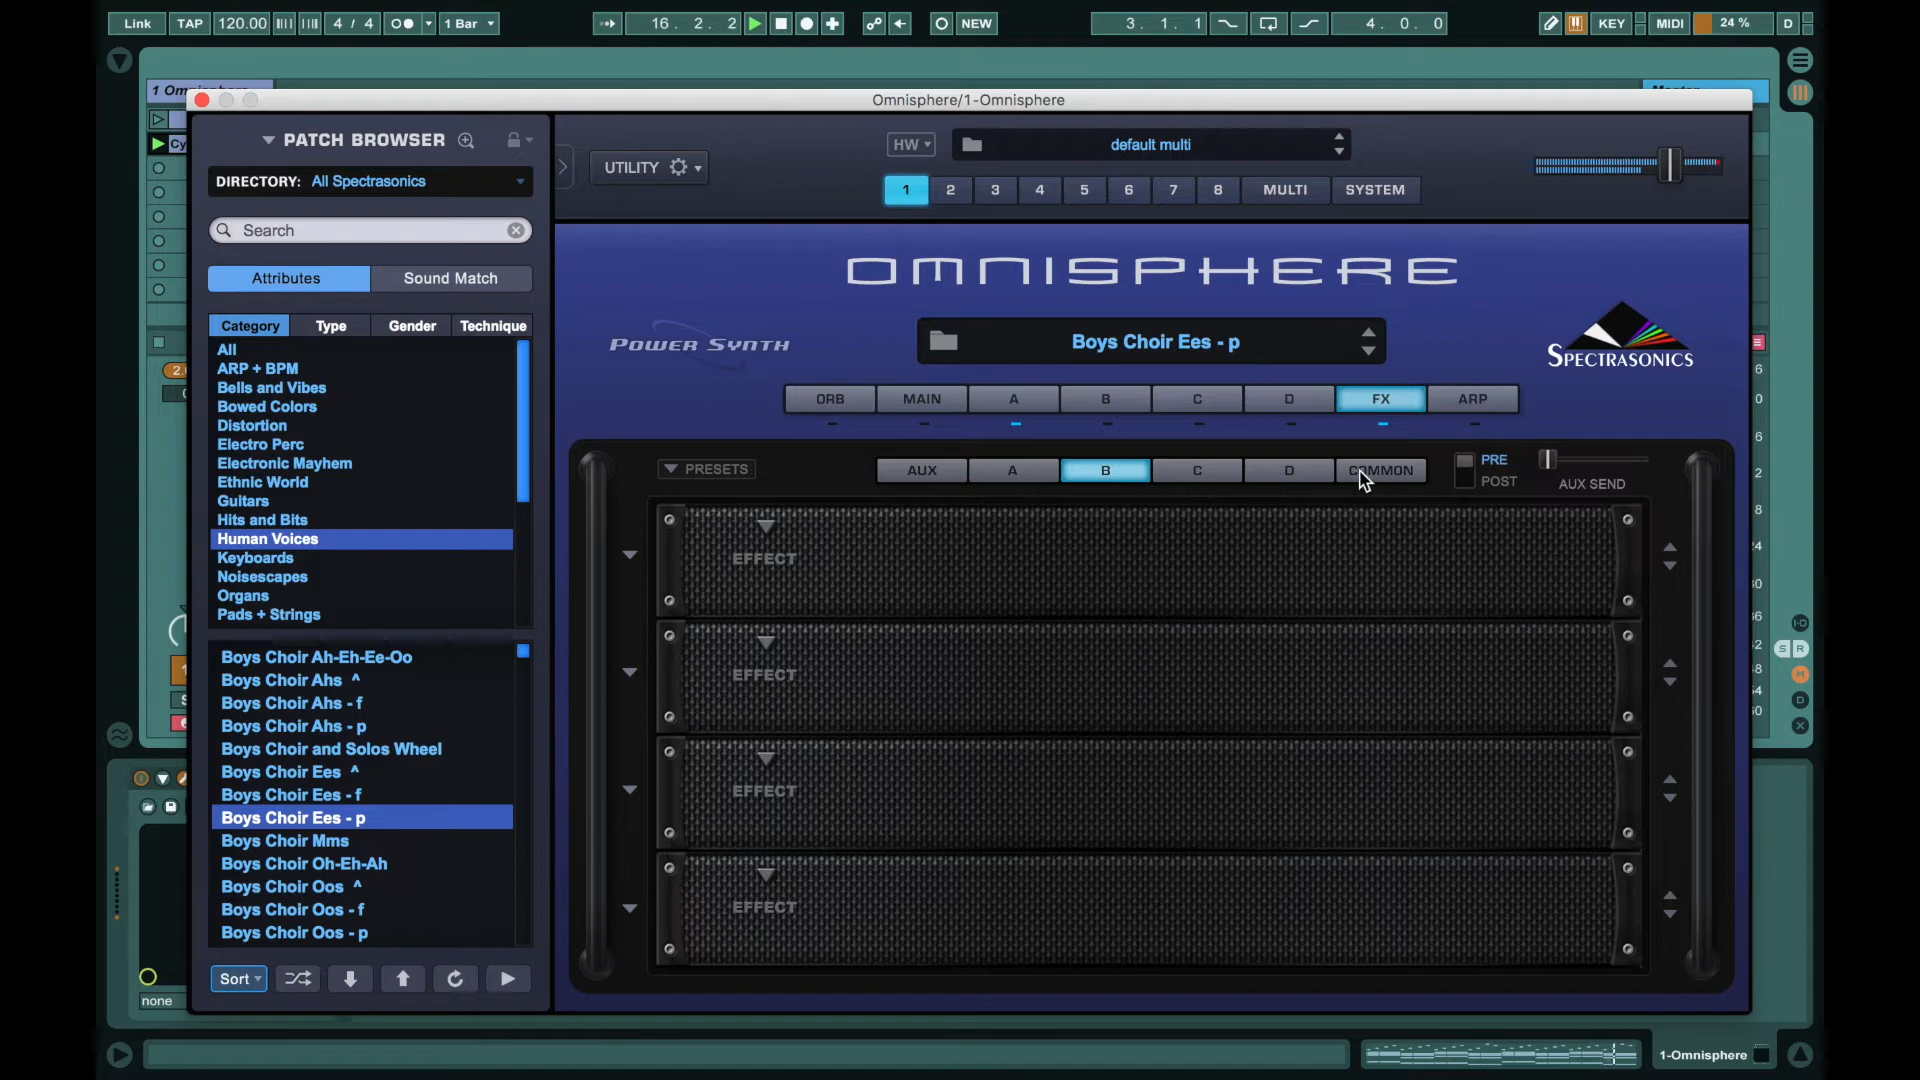 Link TAP 120.00 4 / 4 1 Bar 16. 2. 2 NEW 3. 1. 1 4. 0. 0 KEY MIDI 24 % D
1 Omnisphere
Omnisphere/1-Omnisphere
PATCH BROWSER
DIRECTORY: All Spectrasonics
Search
Attributes Sound Match
Category Type Gender Technique
All
ARP + BPM
Bells and Vibes
Bowed Colors
Distortion
Electro Perc
Electronic Mayhem
Ethnic World
Guitars
Hits and Bits
Human Voices
Keyboards
Noisescapes
Organs
Pads + Strings
Boys Choir Ah-Eh-Ee-Oo
Boys Choir Ahs ^
Boys Choir Ahs - f
Boys Choir Ahs - p
Boys Choir and Solos Wheel
Boys Choir Ees ^
Boys Choir Ees - f
Boys Choir Ees - p
Boys Choir Mms
Boys Choir Oh-Eh-Ah
Boys Choir Oos ^
Boys Choir Oos - f
Boys Choir Oos - p
Sort
UTILITY
HW default multi
1 2 3 4 5 6 7 8 MULTI SYSTEM
OMNISPHERE
POWER SYNTH
Boys Choir Ees - p
SPECTRASONICS
ORB MAIN A B C D FX ARP
PRESETS AUX A B C D COMMON
PRE
POST
AUX SEND
EFFECT
EFFECT
EFFECT
EFFECT
none
S R
M
D
1-Omnisphere